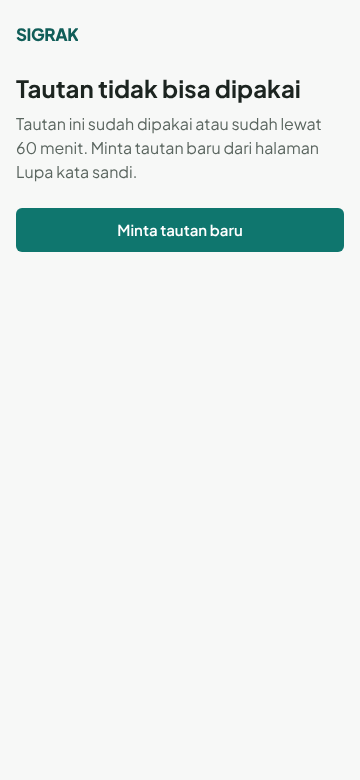 SIGRAK
Tautan tidak bisa dipakai
Tautan ini sudah dipakai atau sudah lewat
60 menit. Minta tautan baru dari halaman
Lupa kata sandi.
Minta tautan baru